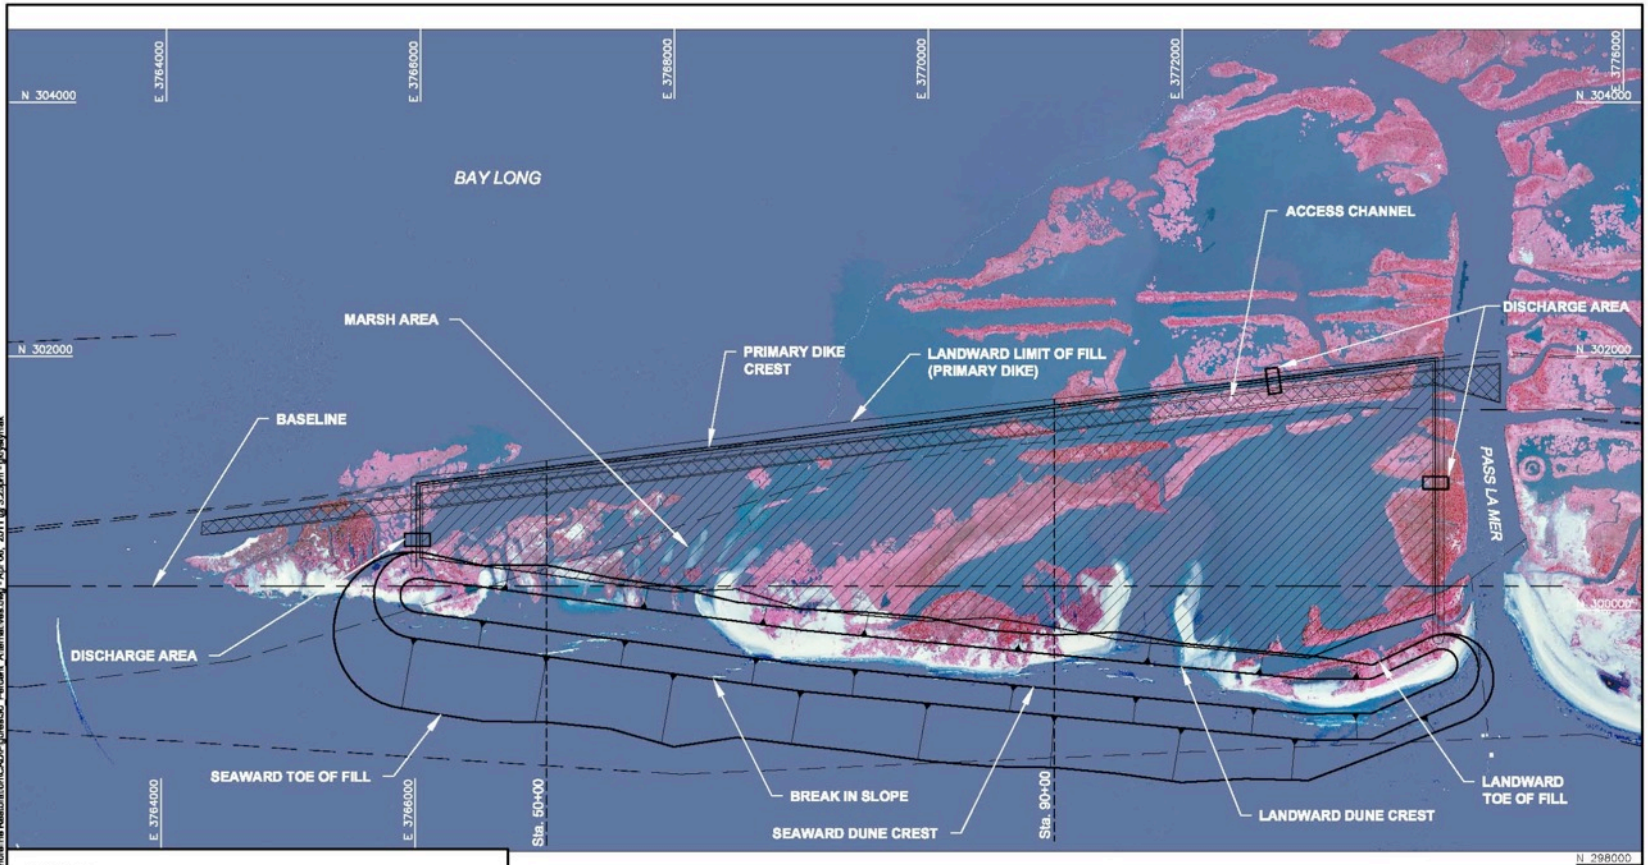 E 3764000
E 3766000
E 3768000
E 3770000
E 3772000
E 3776000
N 304000
N 304000
BAY LONG
ACCESS CHANNEL
DISCHARGE AREA
MARSH AREA
N 302000
PRIMARY DIKE
CREST
LANDWARD LIMIT OF FILL
(PRIMARY DIKE)
N 302000
BASELINE
PASS LA MER
N 300000
DISCHARGE AREA
SEAWARD TOE OF FILL
BREAK IN SLOPE
SEAWARD DUNE CREST
LANDWARD DUNE CREST
LANDWARD
TOE OF FILL
E 3764000
E 3766000
Sta. 50+00
Sta. 90+00
N 298000